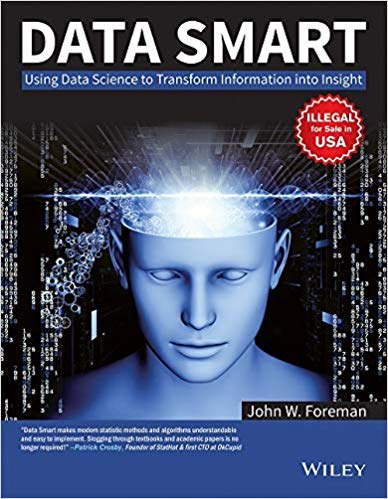 DATA SMART
Using Data Science to Transform Information into Insight
ILLEGAL
for Sale in
USA
John W. Foreman
"Data Smart makes modom statistic methods and algorithms understandable
and easy to implement. Slogging through textbooks and academic papers is no
longer required!" —Patrick Crosby, Founder of StatHat & first CTO at OkCupid
WILEY